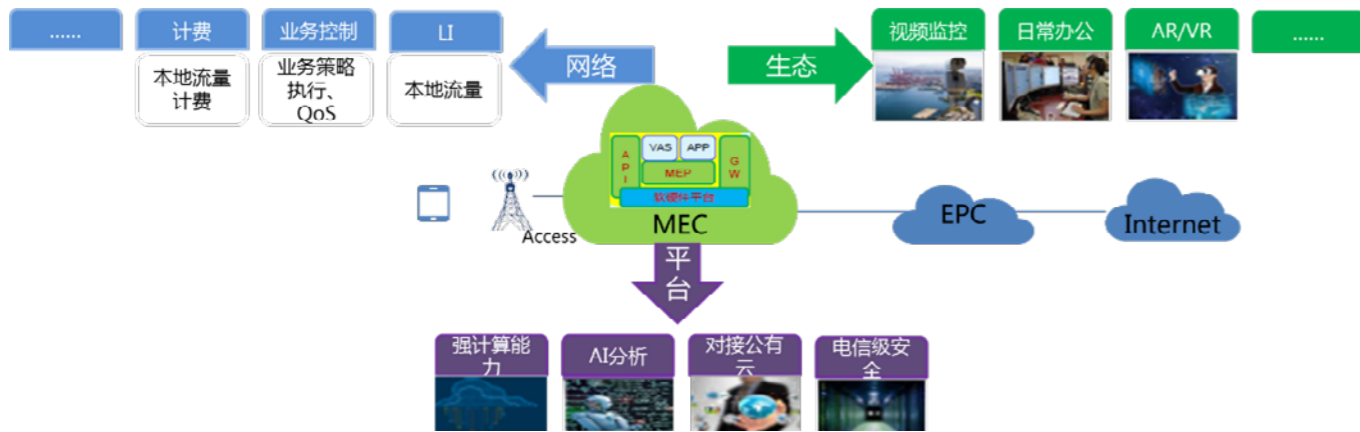 ......
计费
业务控制
LI
网络
生态
视频监控
日常办公
AR/VR
......
本地流量
计费
业务策略
执行、
QoS
本地流量
API
VAS
APP
MEP
GW
软硬件平台
MEC
Access
EPC
Internet
平台
强计算能
力
AI分析
对接公有
云
电信级安
全